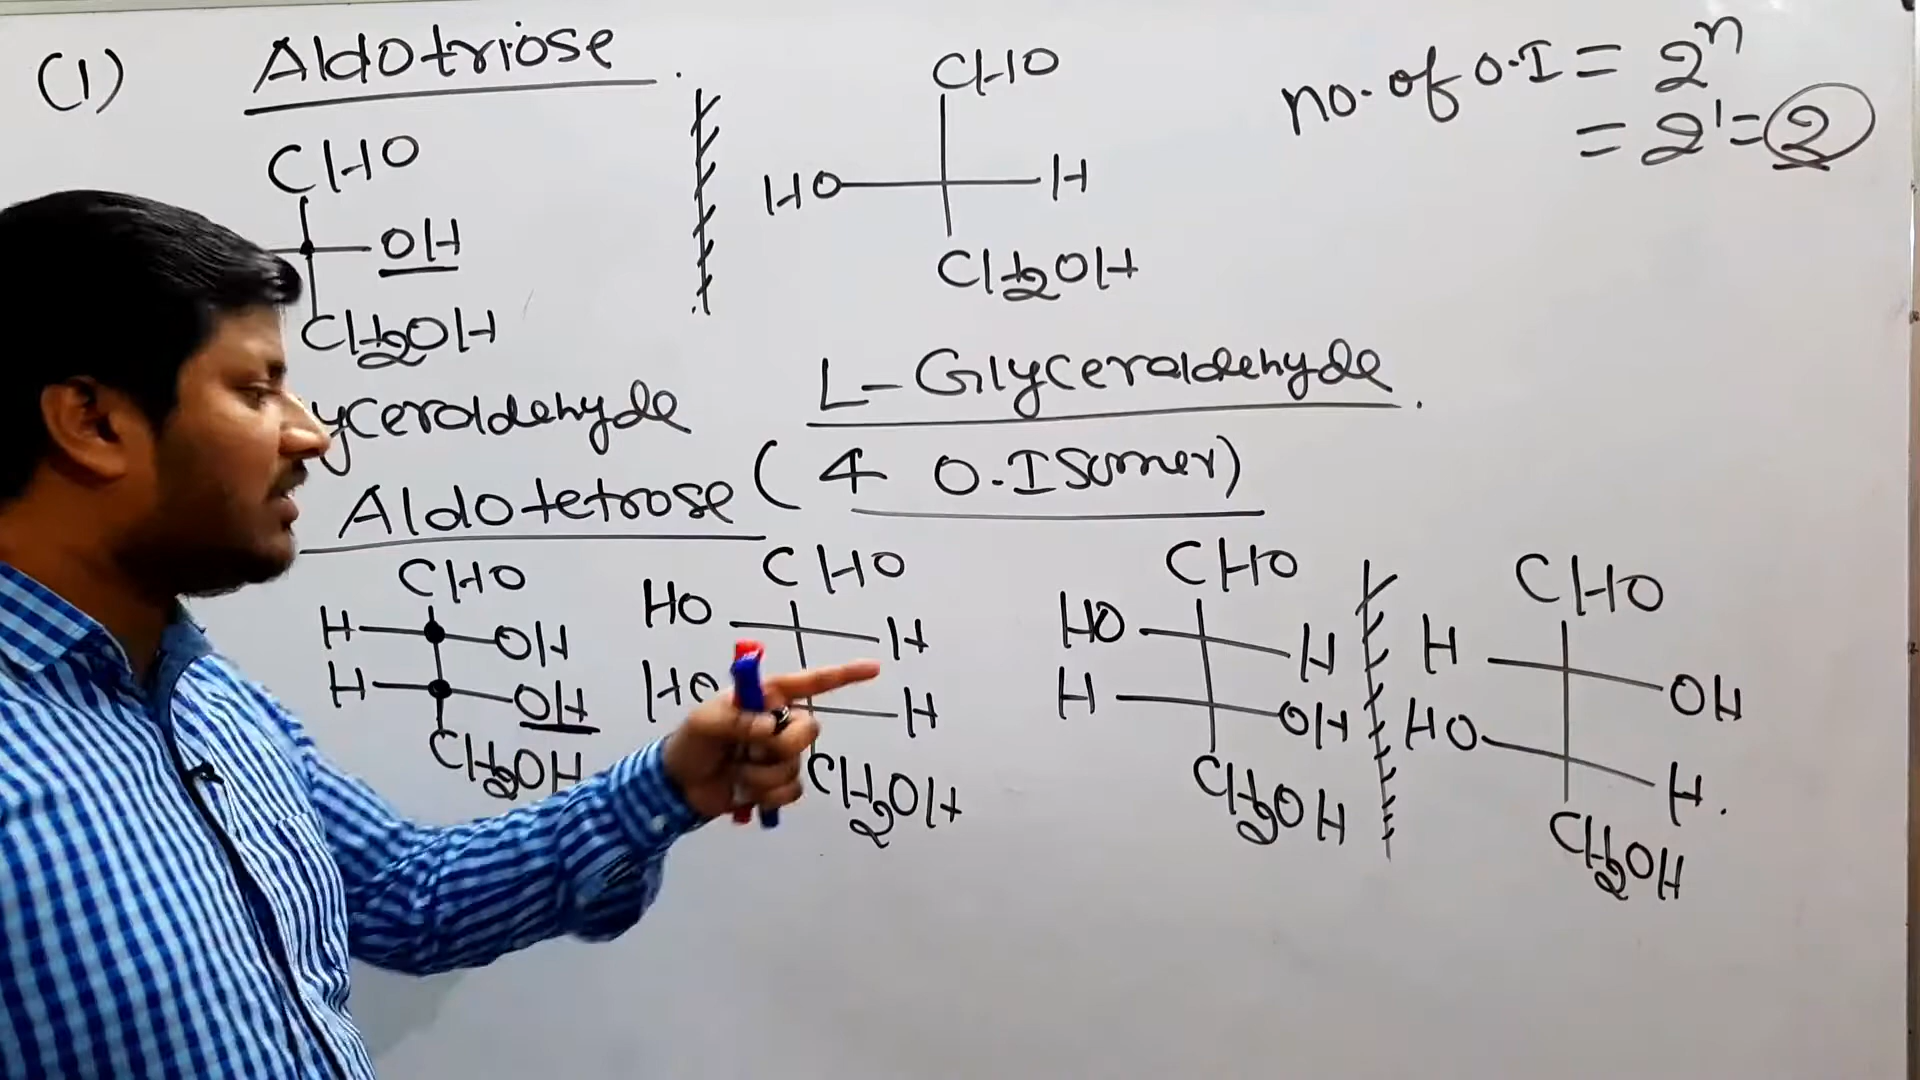 (1) Aldotriose.
no. of O.I = 2ⁿ
= 2¹ = 2
CHO
OH
CH2OH
yceraldehyde
CHO
HO H
CH2OH
L-Glyceraldehyde.
Aldotetrose (4 O.Isomer)
CHO
H OH
H OH
CH2OH
CHO
HO H
HO H
CH2OH
CHO
HO H
H OH
CH2OH
CHO
H OH
HO H.
CH2OH